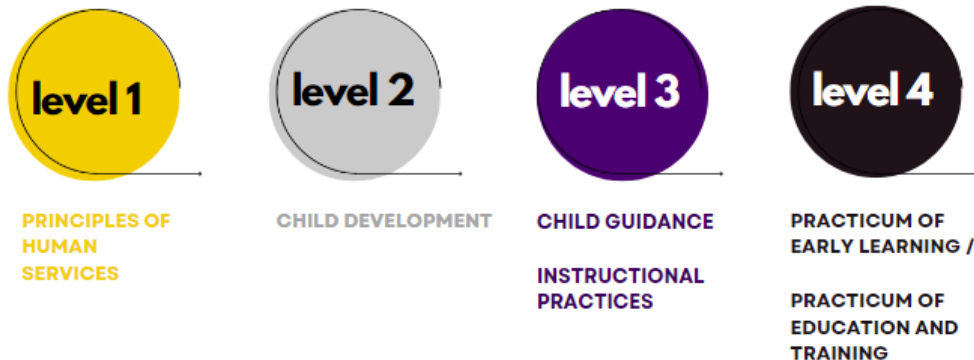 level 1
PRINCIPLES OF
HUMAN
SERVICES
level 2
CHILD DEVELOPMENT
level 3
CHILD GUIDANCE
INSTRUCTIONAL
PRACTICES
level 4
PRACTICUM OF
EARLY LEARNING /
PRACTICUM OF
EDUCATION AND
TRAINING